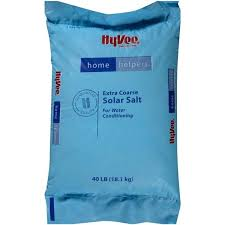 HyVee
home helpers
Extra Coarse
Solar Salt
For Water
Conditioning
40 LB (18.1 kg)